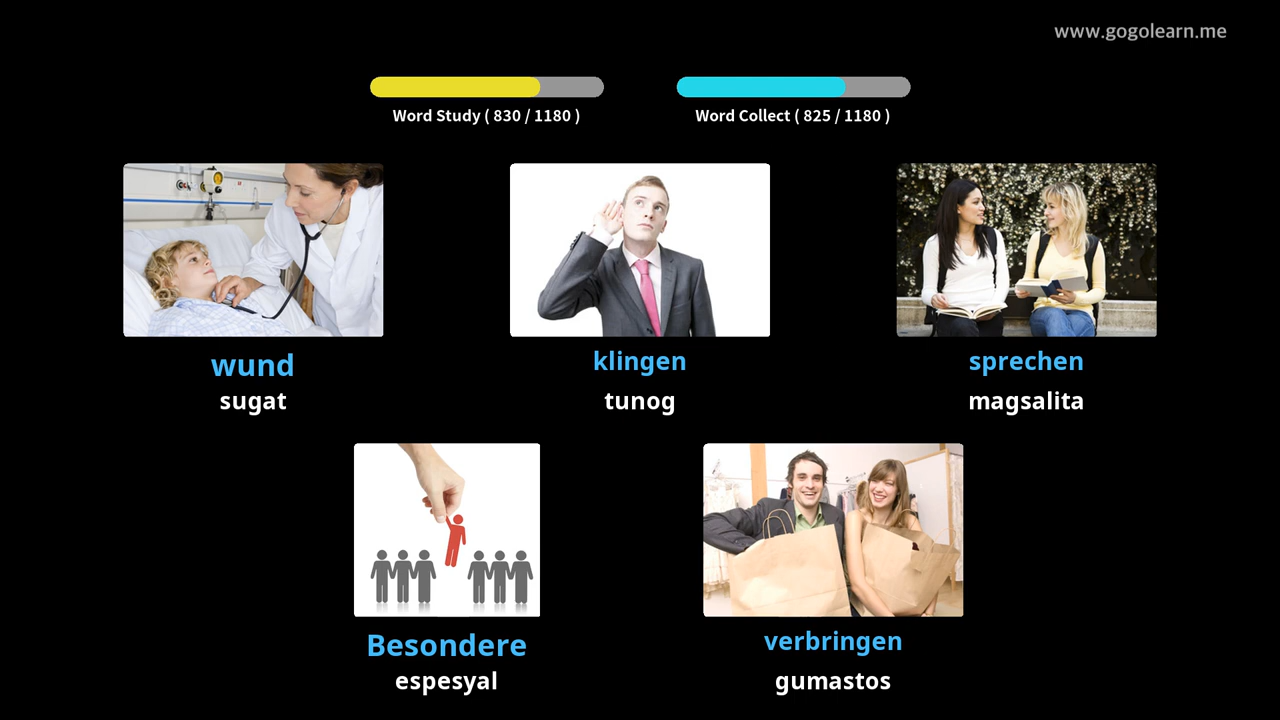 www.gogolearn.me
Word Study ( 830 / 1180 )
Word Collect ( 825 / 1180 )
wund
sugat
klingen
tunog
sprechen
magsalita
Besondere
espesyal
verbringen
gumastos